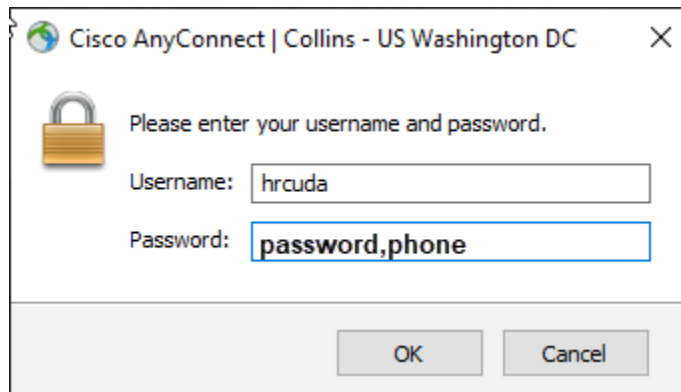 Cisco AnyConnect | Collins - US Washington DC
Please enter your username and password.
Username: hrcuda
Password: password,phone
OK Cancel